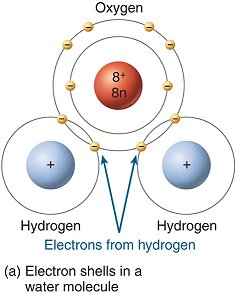 Oxygen
8+
8n
+
+
Hydrogen
Hydrogen
Electrons from hydrogen
(a) Electron shells in a
water molecule